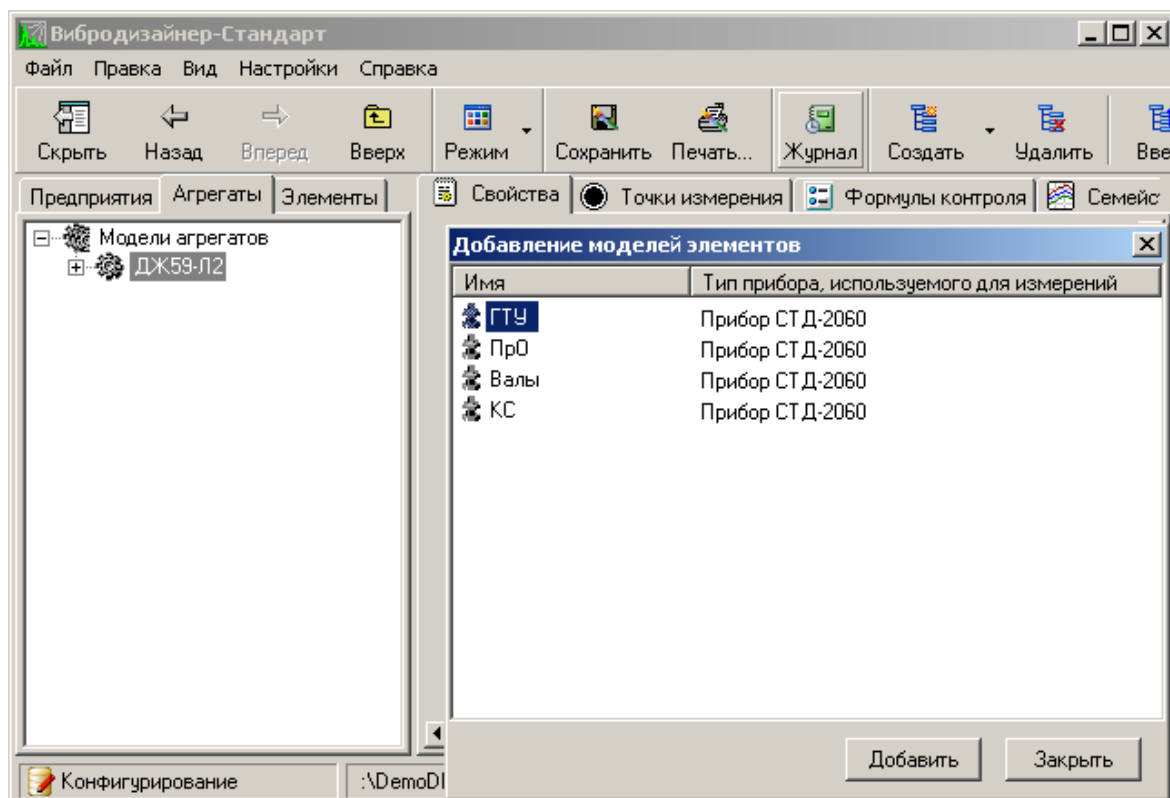 Вибродизайнер-Стандарт
Файл Правка Вид Настройки Справка
Скрыть Назад Вперед Вверх Режим Сохранить Печать... Журнал Создать Удалить Вве
Предприятия Агрегаты Элементы Свойства Точки измерения Формулы контроля Семейс
Модели агрегатов
ДЖ59-Л2
Добавление моделей элементов
Имя Тип прибора, используемого для измерений
ГТУ Прибор СТД-2060
ПрО Прибор СТД-2060
Валы Прибор СТД-2060
КС Прибор СТД-2060
Добавить Закрыть
Конфигурирование :\DemoD